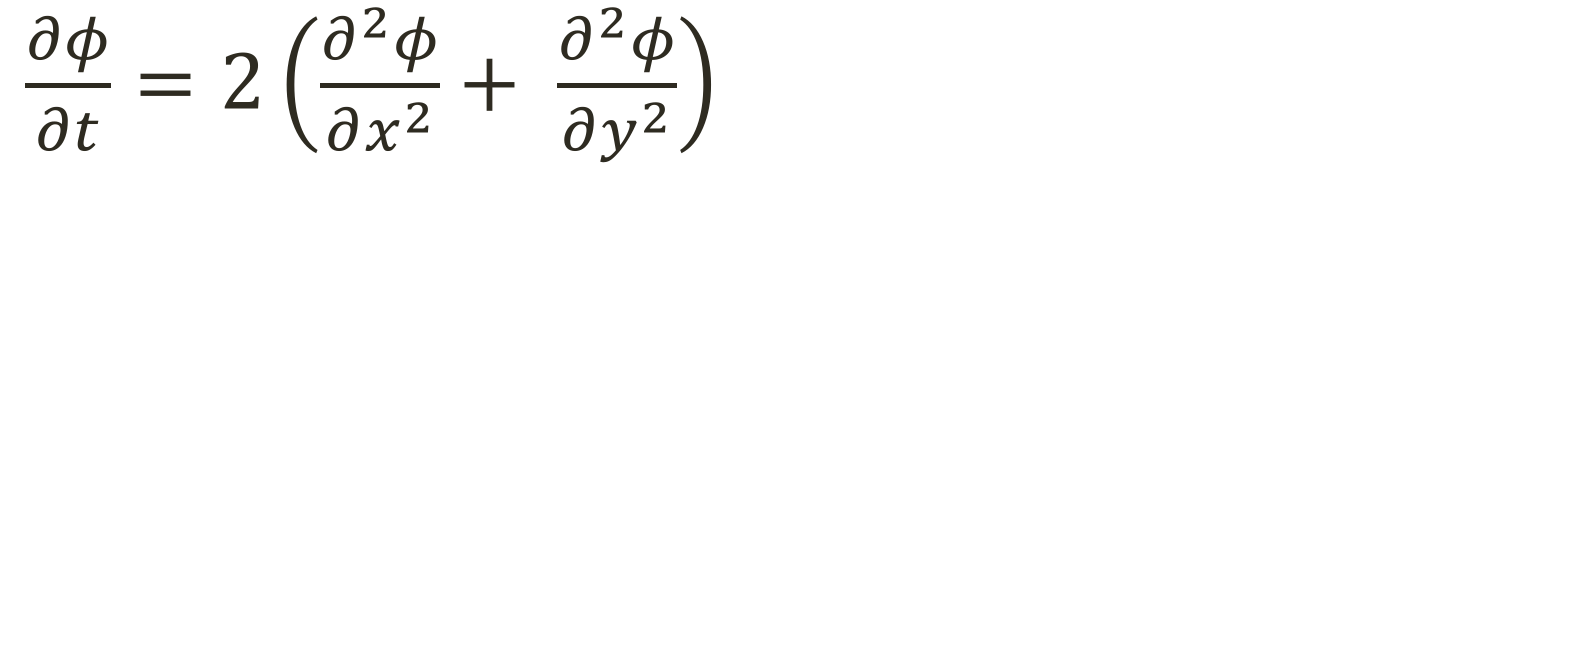 ∂ϕ/∂t = 2 (∂²ϕ/∂x² + ∂²ϕ/∂y²)